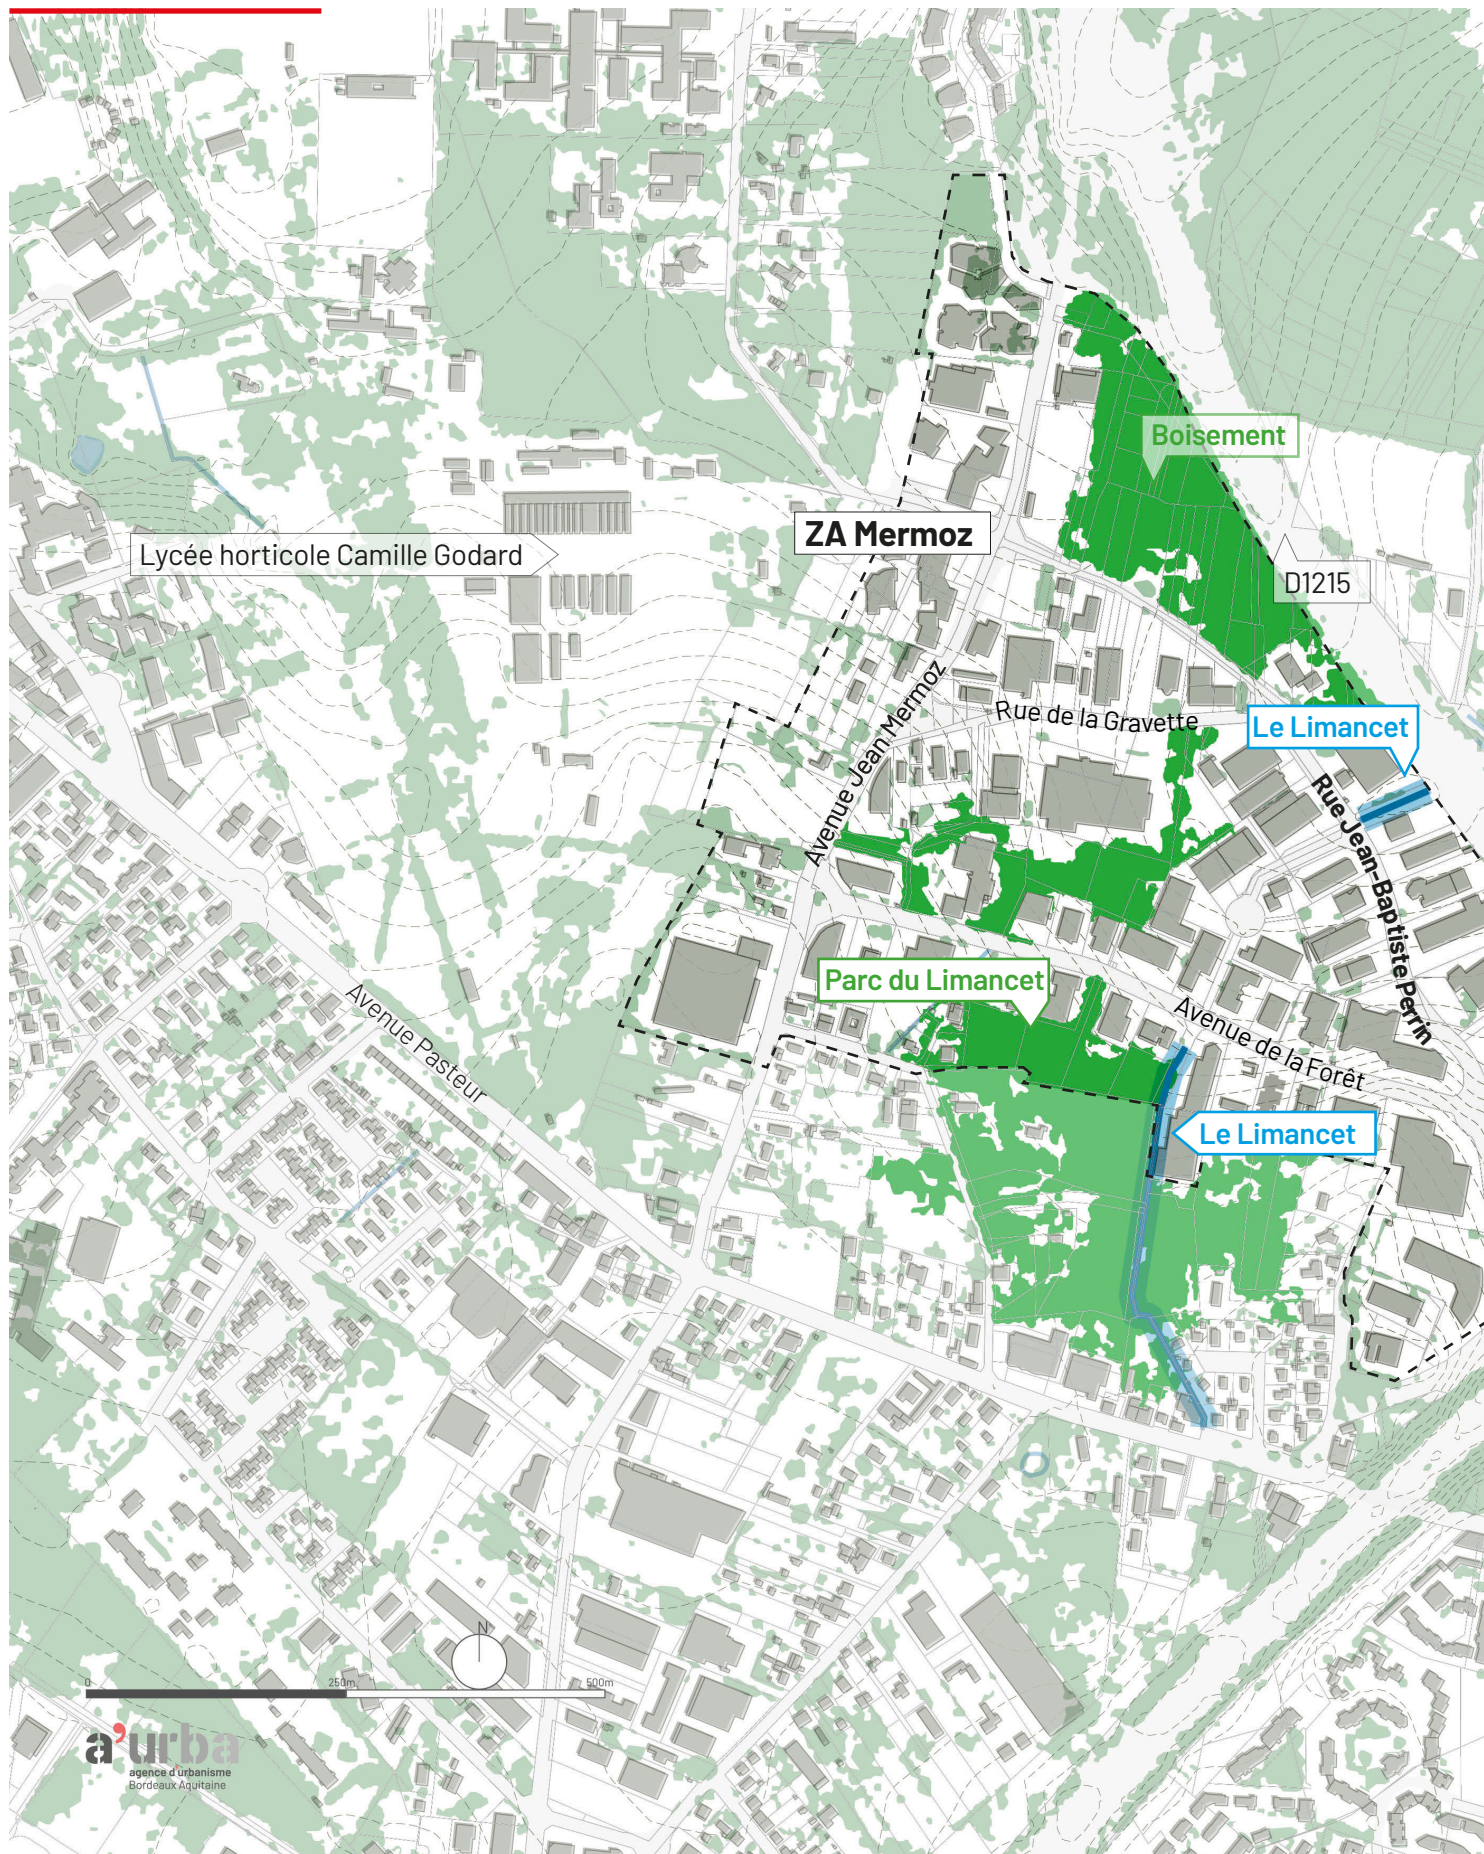 Boisement
ZA Mermoz
Lycée horticole Camille Godard
D1215
Avenue Jean Mermoz
Rue de la Gravette
Le Limancet
Rue Jean-Baptiste Perrin
Parc du Limancet
Avenue Pasteur
Avenue de la Forêt
Le Limancet
N
0
250m
500m
a'urba
agence d'urbanisme
Bordeaux Aquitaine